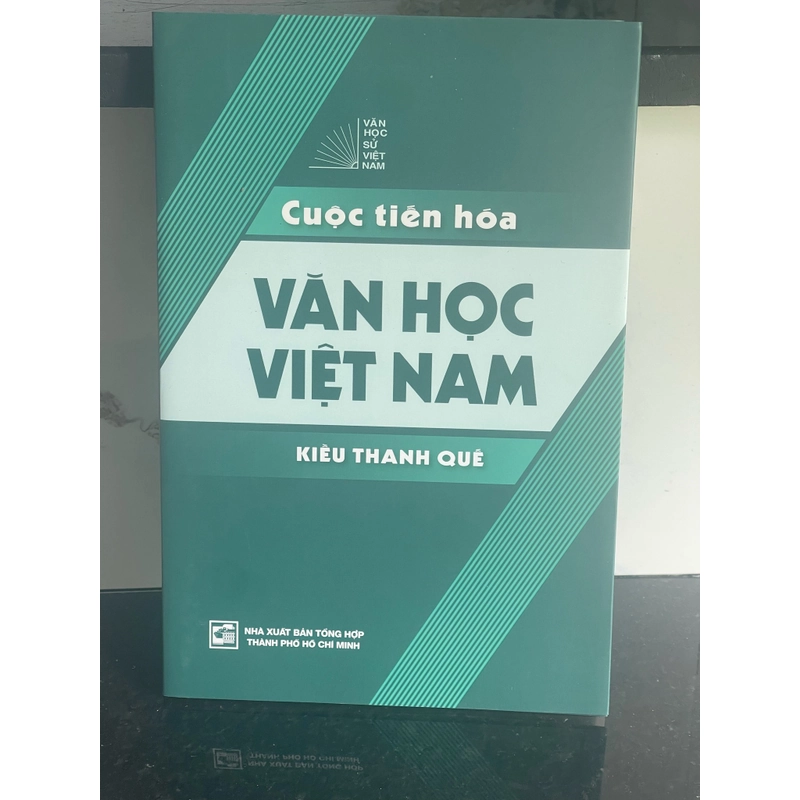 VĂN
HỌC
SỬ
VIỆT
NAM
Cuộc tiến hóa
VĂN HỌC
VIỆT NAM
KIỀU THANH QUẾ
NHÀ XUẤT BẢN TỔNG HỢP
THÀNH PHỐ HỒ CHÍ MINH